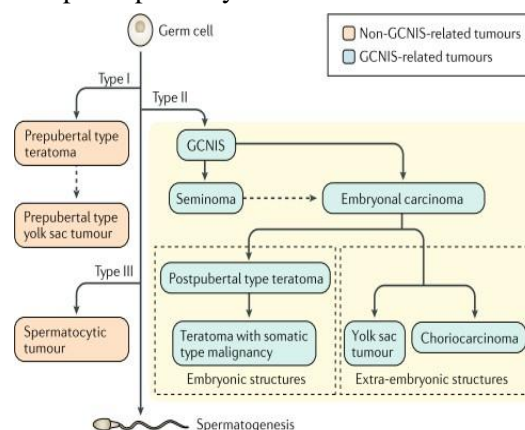 Germ cell
Non-GCNIS-related tumours
GCNIS-related tumours
Type I
Type II
Prepubertal type
teratoma
GCNIS
Seminoma
Embryonal carcinoma
Prepubertal type
yolk sac tumour
Type III
Postpubertal type teratoma
Spermatocytic
tumour
Teratoma with somatic
type malignancy
Yolk sac
tumour
Choriocarcinoma
Embryonic structures
Extra-embryonic structures
Spermatogenesis